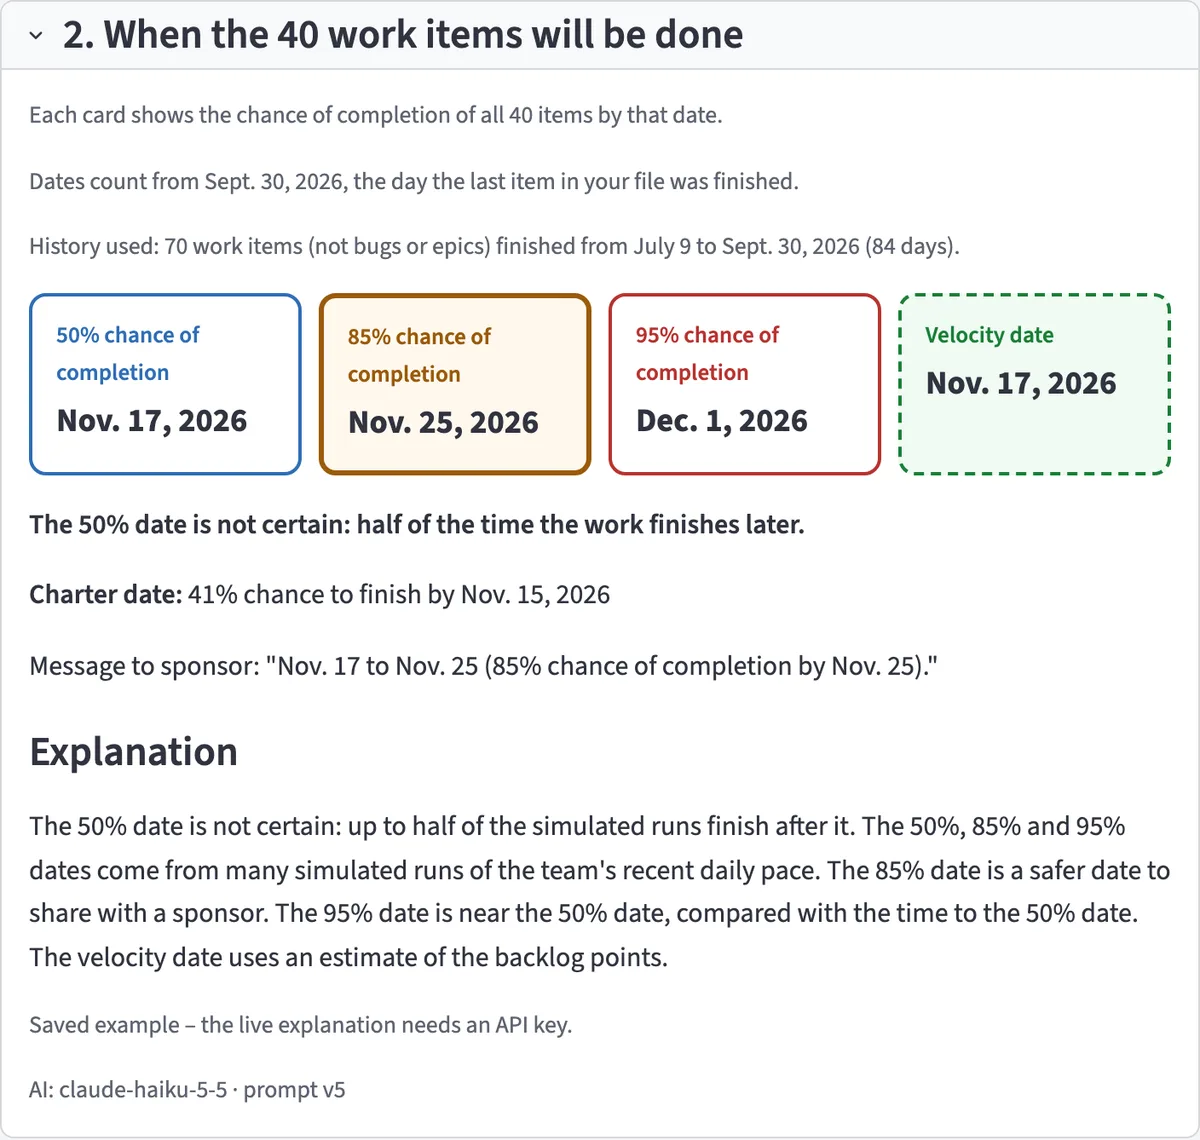 2. When the 40 work items will be done
Each card shows the chance of completion of all 40 items by that date.
Dates count from Sept. 30, 2026, the day the last item in your file was finished.
History used: 70 work items (not bugs or epics) finished from July 9 to Sept. 30, 2026 (84 days).
50% chance of
completion
Nov. 17, 2026
85% chance of
completion
Nov. 25, 2026
95% chance of
completion
Dec. 1, 2026
Velocity date
Nov. 17, 2026
The 50% date is not certain: half of the time the work finishes later.
Charter date: 41% chance to finish by Nov. 15, 2026
Message to sponsor: "Nov. 17 to Nov. 25 (85% chance of completion by Nov. 25)."
Explanation
The 50% date is not certain: up to half of the simulated runs finish after it. The 50%, 85% and 95%
dates come from many simulated runs of the team's recent daily pace. The 85% date is a safer date to
share with a sponsor. The 95% date is near the 50% date, compared with the time to the 50% date.
The velocity date uses an estimate of the backlog points.
Saved example – the live explanation needs an API key.
AI: claude-haiku-5-5 · prompt v5